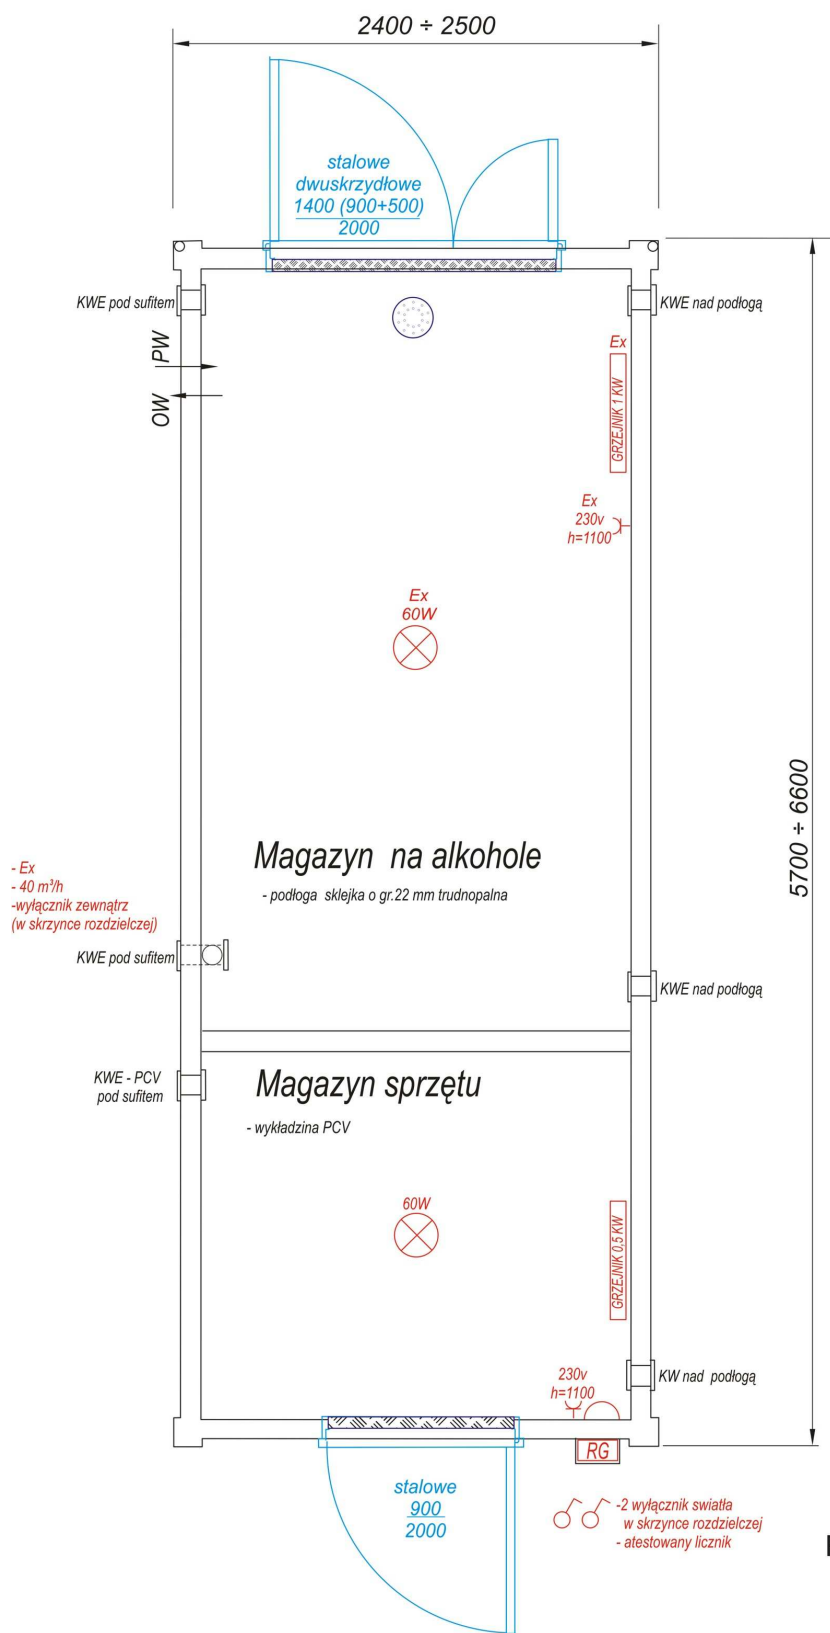 2400 ÷ 2500
stalowe
dwuskrzydłowe
1400 (900+500)
2000
KWE pod sufitem
KWE nad podłogą
PW
OW
Ex
GRZEJNIK 1 KW
Ex
230v
h=1100
Ex
60W
5700 ÷ 6600
Magazyn na alkohole
- podłoga sklejka o gr.22 mm trudnopalna
- Ex
- 40 m³/h
-wyłącznik zewnątrz
(w skrzynce rozdzielczej)
KWE pod sufitem
KWE nad podłogą
KWE - PCV
pod sufitem
Magazyn sprzętu
- wykładzina PCV
60W
GRZEJNIK 0,5 KW
230v
h=1100
KW nad podłogą
RG
stalowe
900
2000
-2 wyłącznik swiatła
w skrzynce rozdzielczej
- atestowany licznik